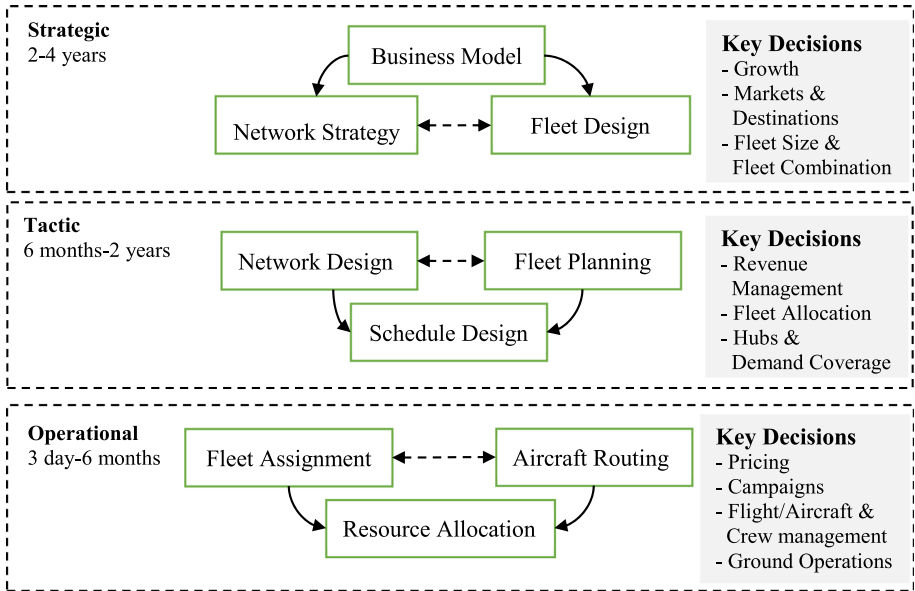 Strategic
2-4 years
Business Model
Network Strategy
Fleet Design
Key Decisions
- Growth
- Markets &
Destinations
- Fleet Size &
Fleet Combination
Tactic
6 months-2 years
Network Design
Fleet Planning
Schedule Design
Key Decisions
- Revenue
Management
- Fleet Allocation
- Hubs &
Demand Coverage
Operational
3 day-6 months
Fleet Assignment
Aircraft Routing
Resource Allocation
Key Decisions
- Pricing
- Campaigns
- Flight/Aircraft &
Crew management
- Ground Operations